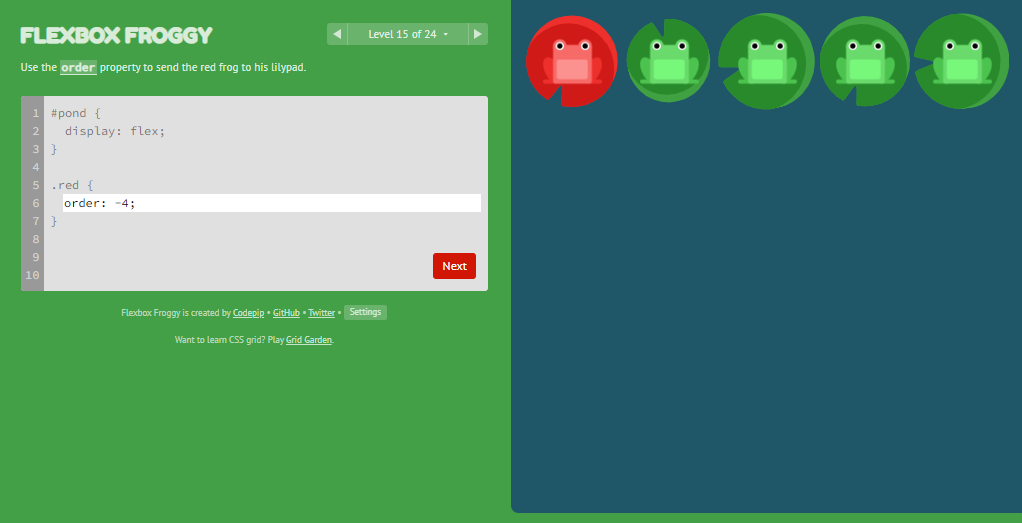 FLEXBOX FROGGY
◀ Level 15 of 24 ▾ ▶
Use the order property to send the red frog to his lilypad.
1 #pond {
2 display: flex;
3 }
4
5 .red {
6 order: -4;
7 }
8
9
10
Next
Flexbox Froggy is created by Codepip • GitHub • Twitter • Settings
Want to learn CSS grid? Play Grid Garden.